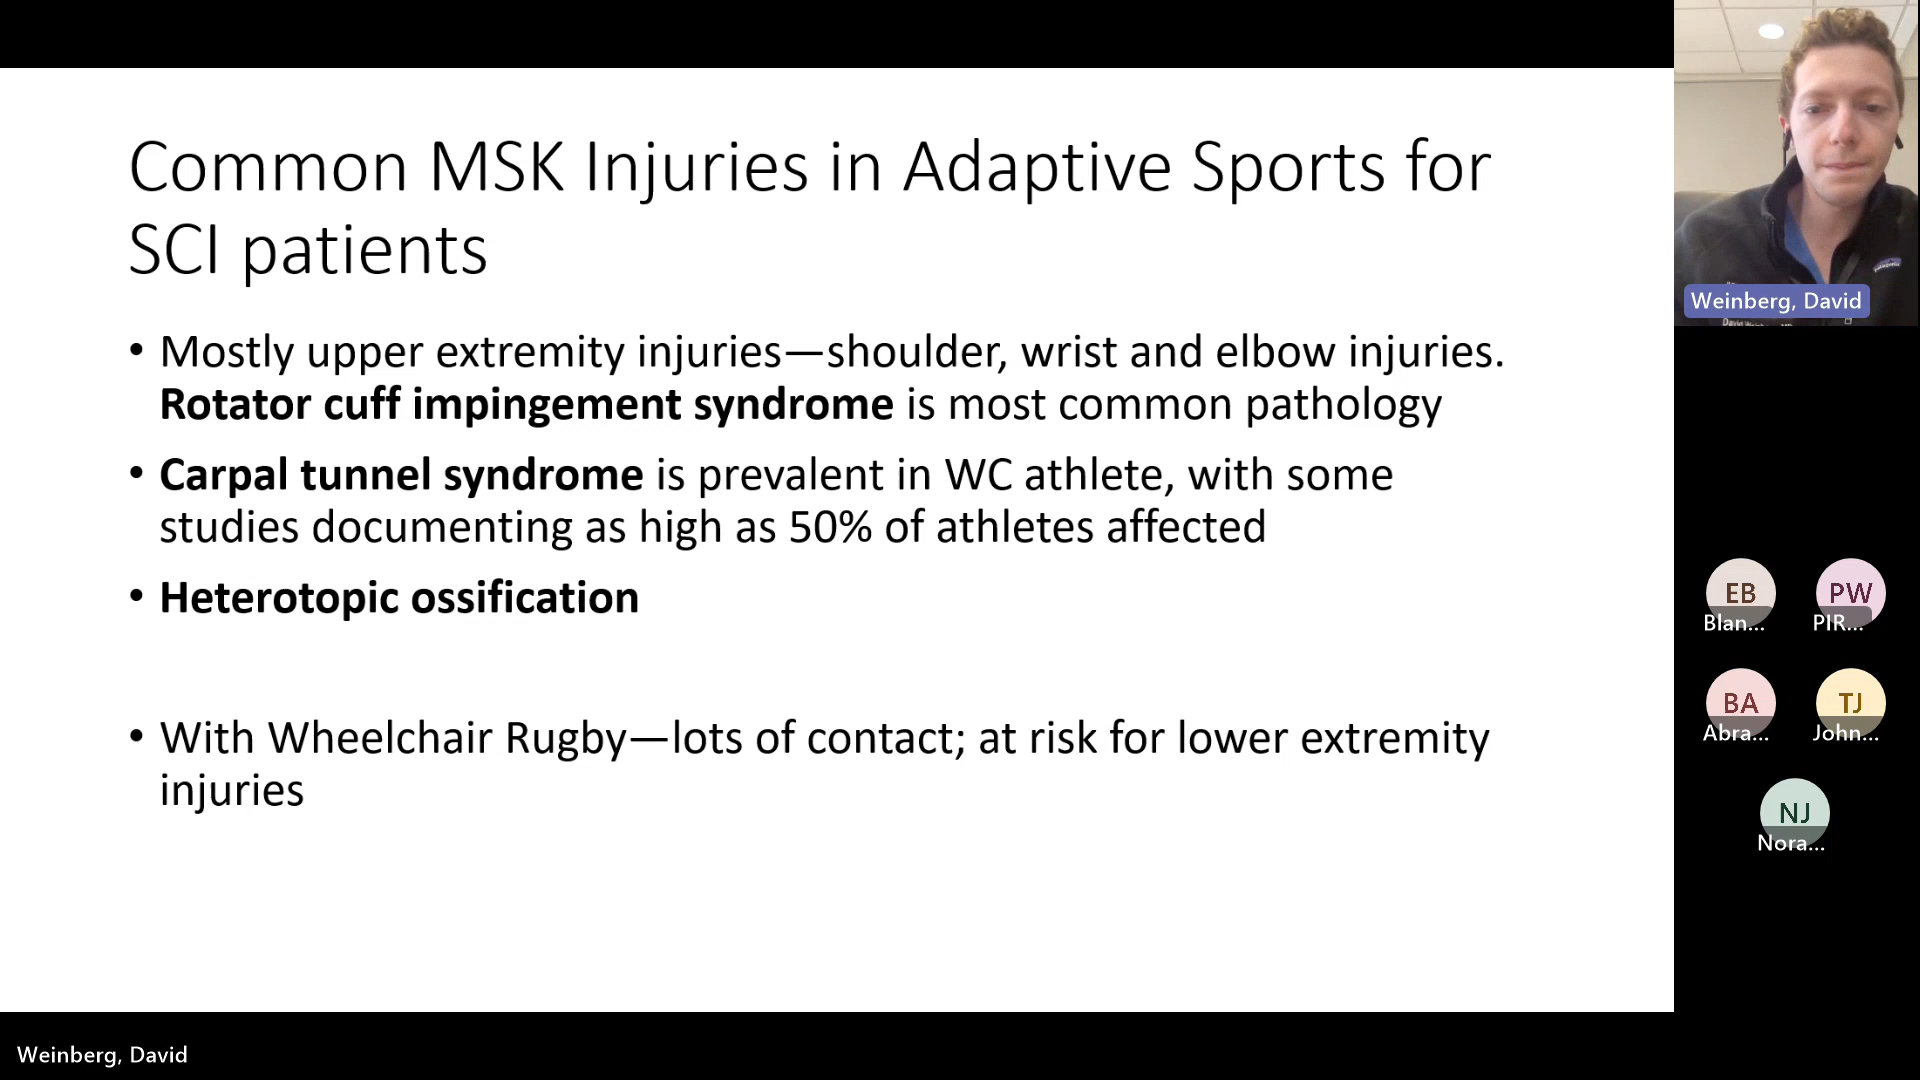 Common MSK Injuries in Adaptive Sports for
SCI patients
• Mostly upper extremity injuries—shoulder, wrist and elbow injuries.
Rotator cuff impingement syndrome is most common pathology
• Carpal tunnel syndrome is prevalent in WC athlete, with some
studies documenting as high as 50% of athletes affected
• Heterotopic ossification
• With Wheelchair Rugby—lots of contact; at risk for lower extremity
injuries
patagonia
Weinberg, David
EB
Blan...
PW
PIR...
BA
Abra...
TJ
John...
NJ
Nora...
Weinberg, David